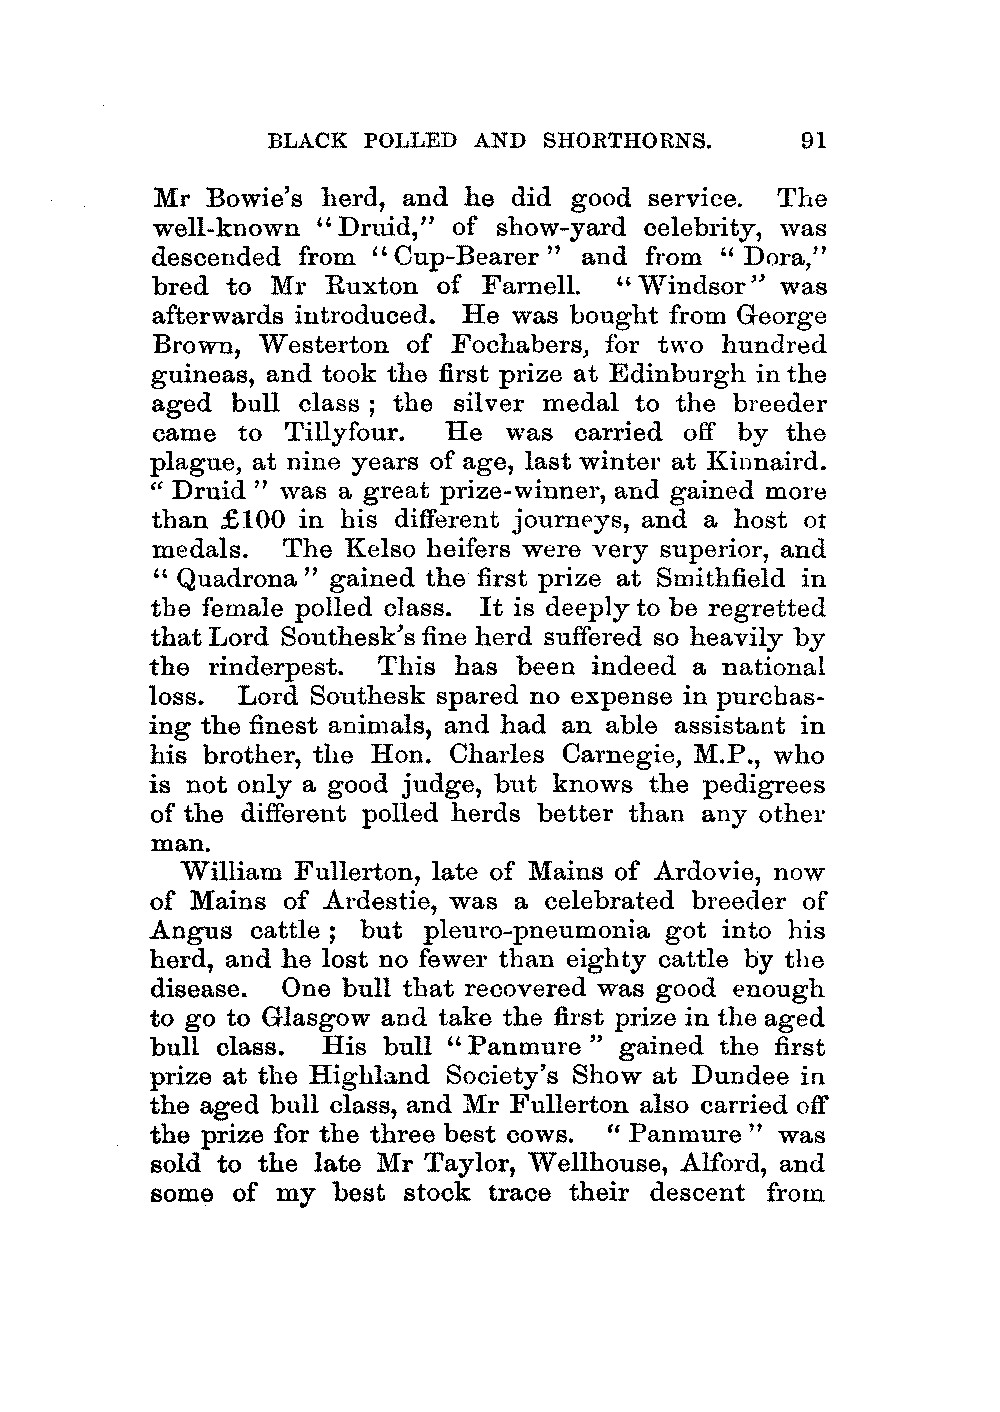 BLACK POLLED AND SHORTHORNS. 91
Mr Bowie's herd, and he did good service. The
well-known "Druid," of show-yard celebrity, was
descended from "Cup-Bearer" and from "Dora,"
bred to Mr Ruxton of Farnell. "Windsor" was
afterwards introduced. He was bought from George
Brown, Westerton of Fochabers, for two hundred
guineas, and took the first prize at Edinburgh in the
aged bull class; the silver medal to the breeder
came to Tillyfour. He was carried off by the
plague, at nine years of age, last winter at Kinnaird.
"Druid" was a great prize-winner, and gained more
than £100 in his different journeys, and a host of
medals. The Kelso heifers were very superior, and
"Quadrona" gained the first prize at Smithfield in
the female polled class. It is deeply to be regretted
that Lord Southesk's fine herd suffered so heavily by
the rinderpest. This has been indeed a national
loss. Lord Southesk spared no expense in purchas-
ing the finest animals, and had an able assistant in
his brother, the Hon. Charles Carnegie, M.P., who
is not only a good judge, but knows the pedigrees
of the different polled herds better than any other
man.
William Fullerton, late of Mains of Ardovie, now
of Mains of Ardestie, was a celebrated breeder of
Angus cattle; but pleuro-pneumonia got into his
herd, and he lost no fewer than eighty cattle by the
disease. One bull that recovered was good enough
to go to Glasgow and take the first prize in the aged
bull class. His bull "Panmure" gained the first
prize at the Highland Society's Show at Dundee in
the aged bull class, and Mr Fullerton also carried off
the prize for the three best cows. "Panmure" was
sold to the late Mr Taylor, Wellhouse, Alford, and
some of my best stock trace their descent from